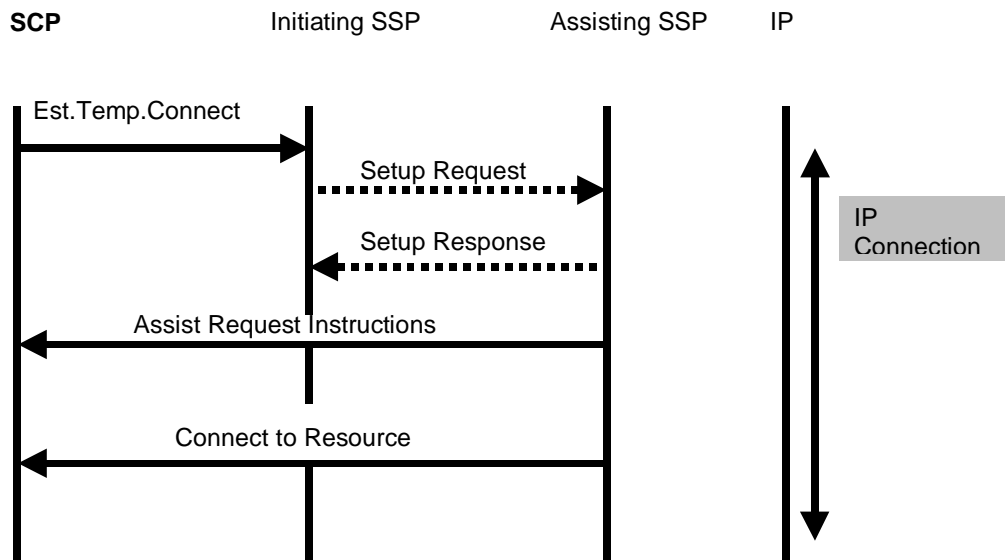 SCP Initiating SSP Assisting SSP IP
Est.Temp.Connect
Setup Request
IP
Connection
Setup Response
Assist Request Instructions
Connect to Resource